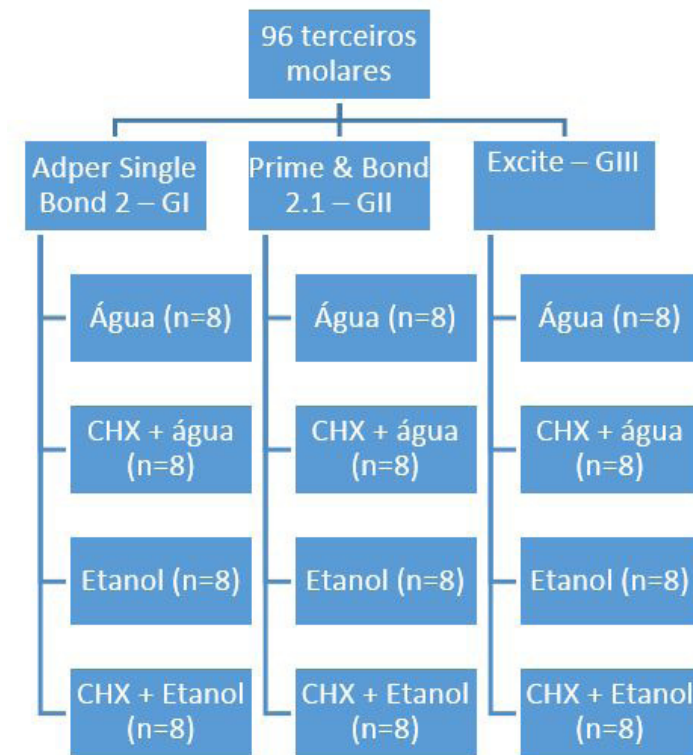 96 terceiros
molares
Adper Single
Bond 2 – GI
Prime & Bond
2.1 – GII
Excite – GIII
Água (n=8)
CHX + água
(n=8)
Etanol (n=8)
CHX + Etanol
(n=8)
Água (n=8)
CHX + água
(n=8)
Etanol (n=8)
CHX + Etanol
(n=8)
Água (n=8)
CHX + água
(n=8)
Etanol (n=8)
CHX + Etanol
(n=8)